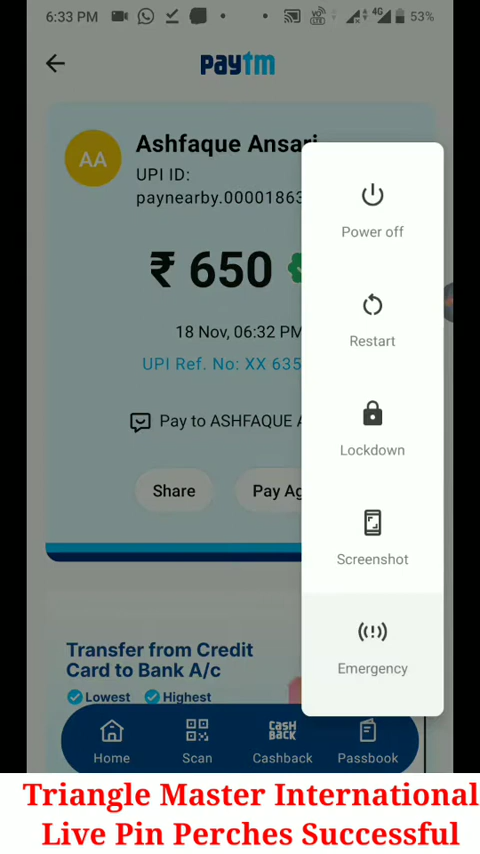 6:33 PM
4G
53%
paytm
AA
Ashfaque Ansari
UPI ID:
paynearby.00001863
₹ 650
18 Nov, 06:32 PM
UPI Ref. No: XX 635
Pay to ASHFAQUE A
Share
Pay Ag
Power off
Restart
Lockdown
Screenshot
Emergency
Transfer from Credit
Card to Bank A/c
Lowest Highest
Home Scan CASH BACK Cashback Passbook
Triangle Master International
Live Pin Perches Successful